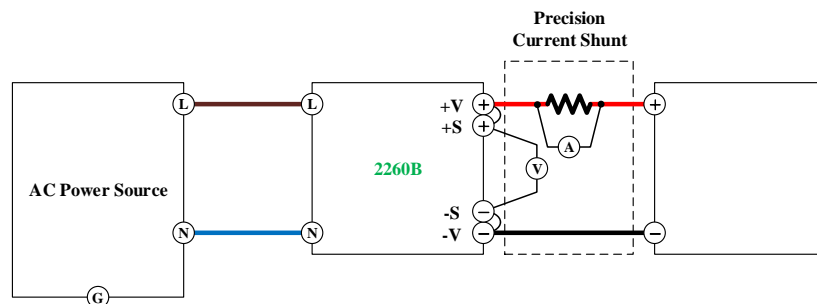 Precision
Current Shunt
L
L
+V
+
+
+S
+
A
AC Power Source
2260B
V
-S
−
N
N
-V
−
−
G